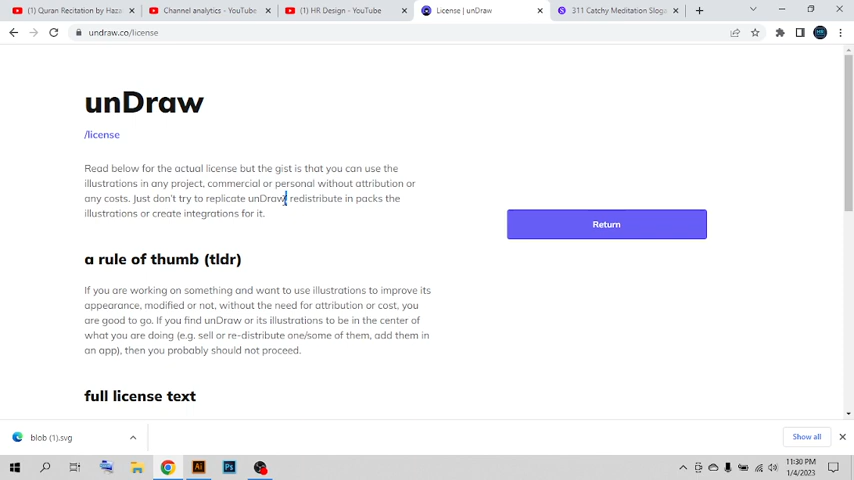 (1) Quran Recitation by Haza
Channel analytics - YouTube
(1) HR Design - YouTube
License | unDraw
311 Catchy Meditation Sloga
undraw.co/license
unDraw
/license
Read below for the actual license but the gist is that you can use the
illustrations in any project, commercial or personal without attribution or
any costs. Just don't try to replicate unDraw, redistribute in packs the
illustrations or create integrations for it.
Return
a rule of thumb (tldr)
If you are working on something and want to use illustrations to improve its
appearance, modified or not, without the need for attribution or cost, you
are good to go. If you find unDraw or its illustrations to be in the center of
what you are doing (e.g. sell or re-distribute one/some of them, add them in
an app), then you probably should not proceed.
full license text
blob (1).svg
Show all
Ai
Ps
11:30 PM
1/4/2023